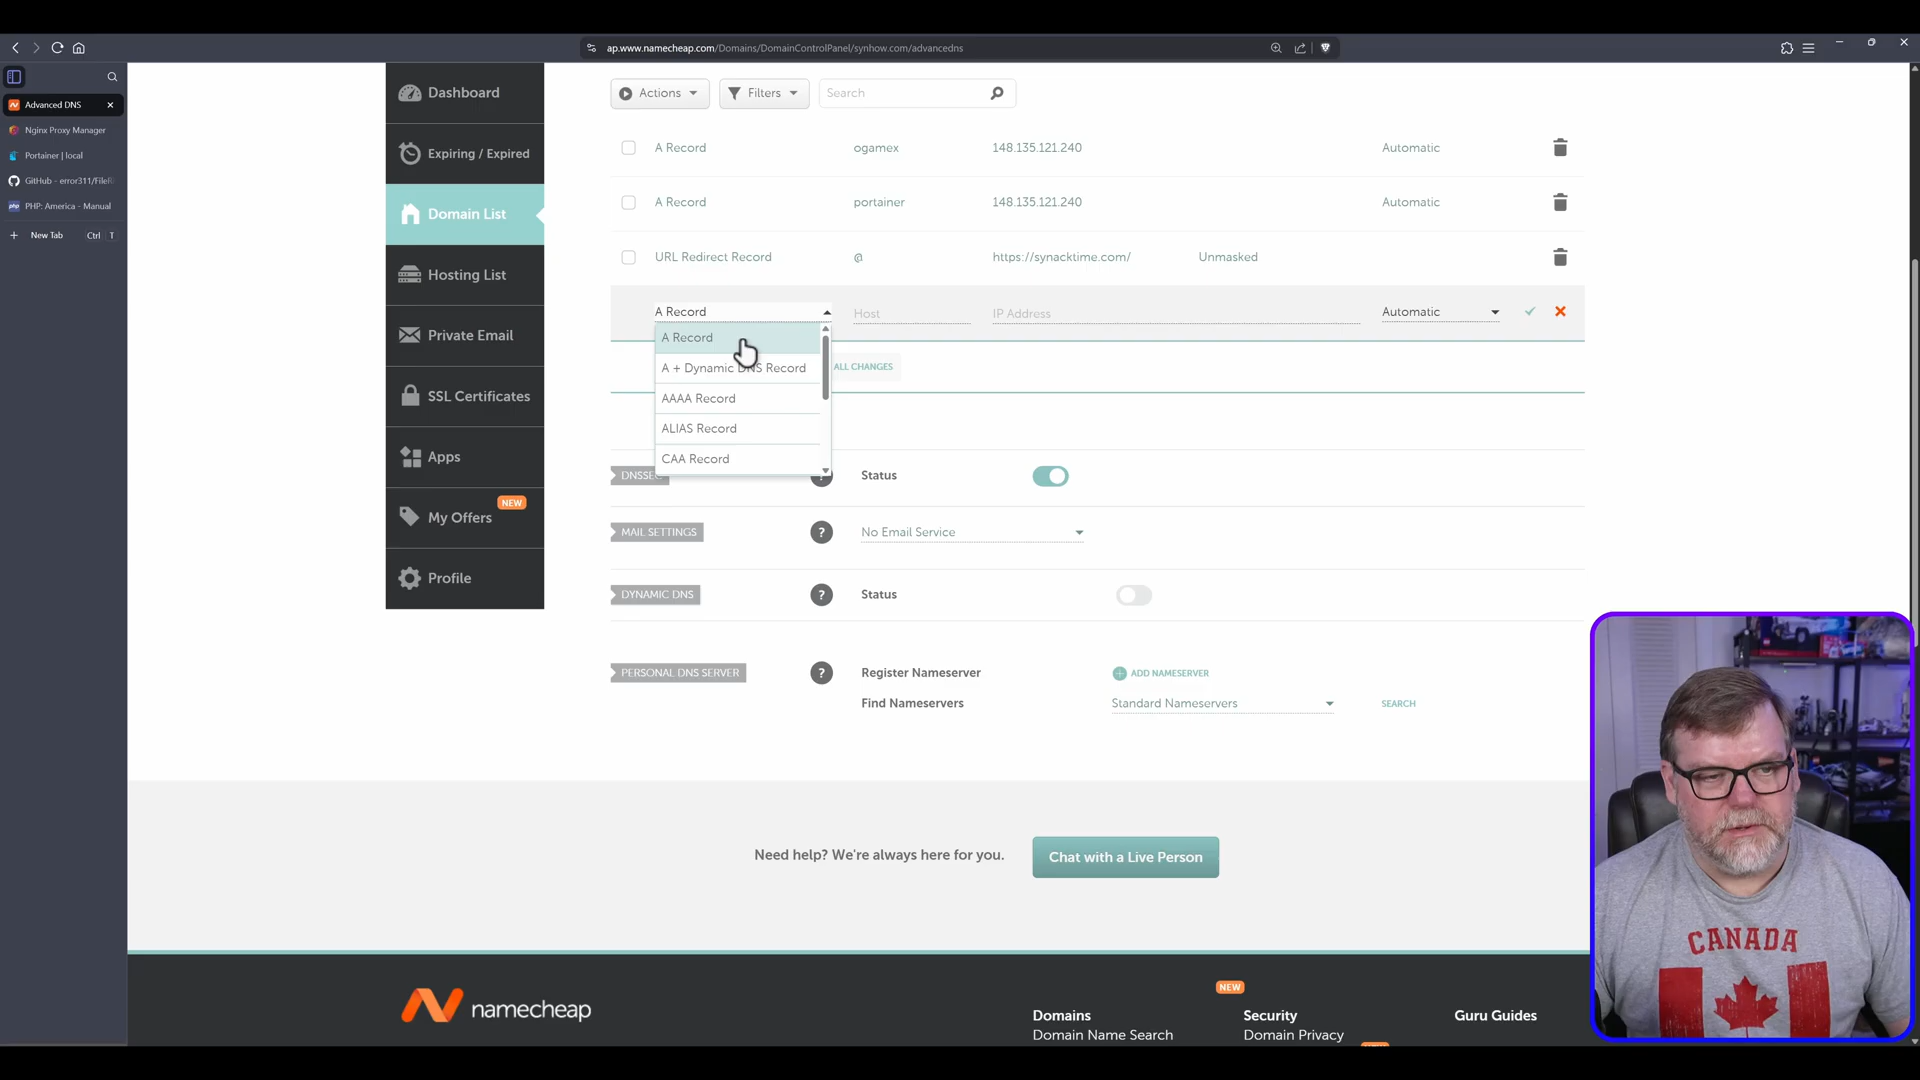 ap.www.namecheap.com/Domains/DomainControlPanel/synhow.com/advancedns
Advanced DNS
Nginx Proxy Manager
Portainer | local
GitHub - error311/FileR
PHP: America - Manual
New Tab Ctrl T
Dashboard
Expiring / Expired
Domain List
Hosting List
Private Email
SSL Certificates
Apps
My Offers NEW
Profile
Actions Filters Search
A Record ogamex 148.135.121.240 Automatic
A Record portainer 148.135.121.240 Automatic
URL Redirect Record @ https://synacktime.com/ Unmasked
A Record Host IP Address Automatic
A Record
A + Dynamic DNS Record
AAAA Record
ALIAS Record
CAA Record
ALL CHANGES
DNSSEC ? Status
MAIL SETTINGS ? No Email Service
DYNAMIC DNS ? Status
PERSONAL DNS SERVER ? Register Nameserver ADD NAMESERVER
Find Nameservers Standard Nameservers SEARCH
Need help? We're always here for you. Chat with a Live Person
namecheap
Domains
Domain Name Search
NEW
Security
Domain Privacy
Guru Guides
CANADA